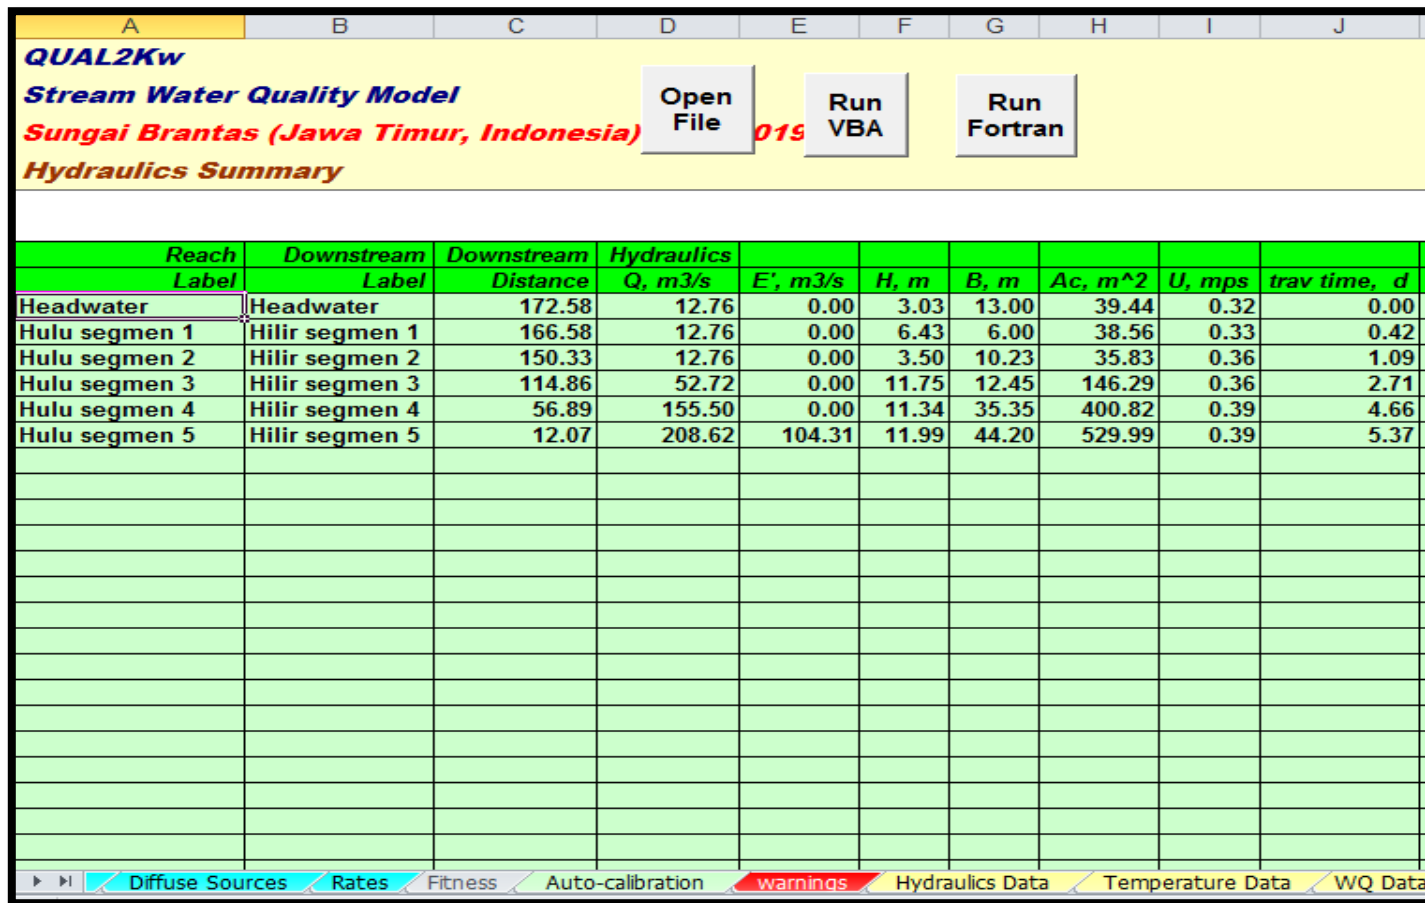 A B C D E F G H I J
QUAL2Kw
Stream Water Quality Model
Sungai Brantas (Jawa Timur, Indonesia) 019
Hydraulics Summary
Open File
Run VBA
Run Fortran
Reach Downstream Downstream Hydraulics
Label Label Distance Q, m3/s E', m3/s H, m B, m Ac, m^2 U, mps trav time, d
Headwater Headwater 172.58 12.76 0.00 3.03 13.00 39.44 0.32 0.00
Hulu segmen 1 Hilir segmen 1 166.58 12.76 0.00 6.43 6.00 38.56 0.33 0.42
Hulu segmen 2 Hilir segmen 2 150.33 12.76 0.00 3.50 10.23 35.83 0.36 1.09
Hulu segmen 3 Hilir segmen 3 114.86 52.72 0.00 11.75 12.45 146.29 0.36 2.71
Hulu segmen 4 Hilir segmen 4 56.89 155.50 0.00 11.34 35.35 400.82 0.39 4.66
Hulu segmen 5 Hilir segmen 5 12.07 208.62 104.31 11.99 44.20 529.99 0.39 5.37
Diffuse Sources Rates Fitness Auto-calibration warnings Hydraulics Data Temperature Data WQ Data